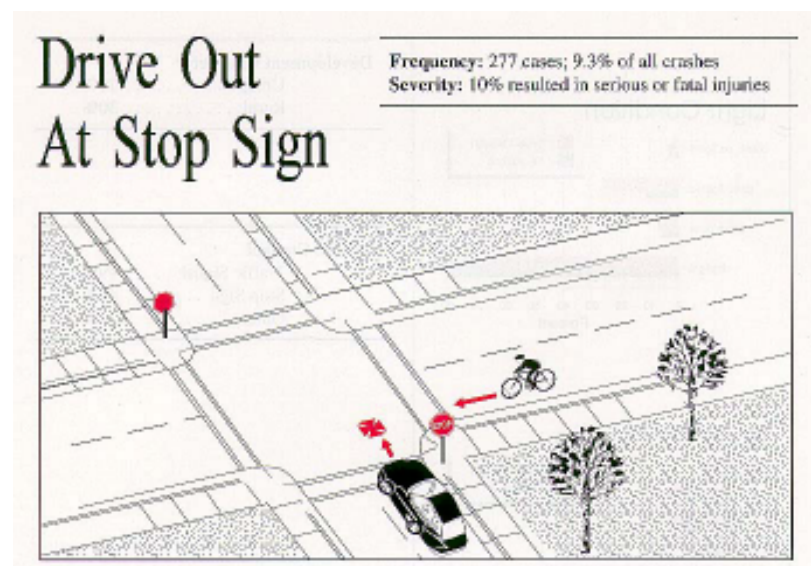 Drive Out
At Stop Sign
Frequency: 277 cases; 9.3% of all crashes
Severity: 10% resulted in serious or fatal injuries
STOP